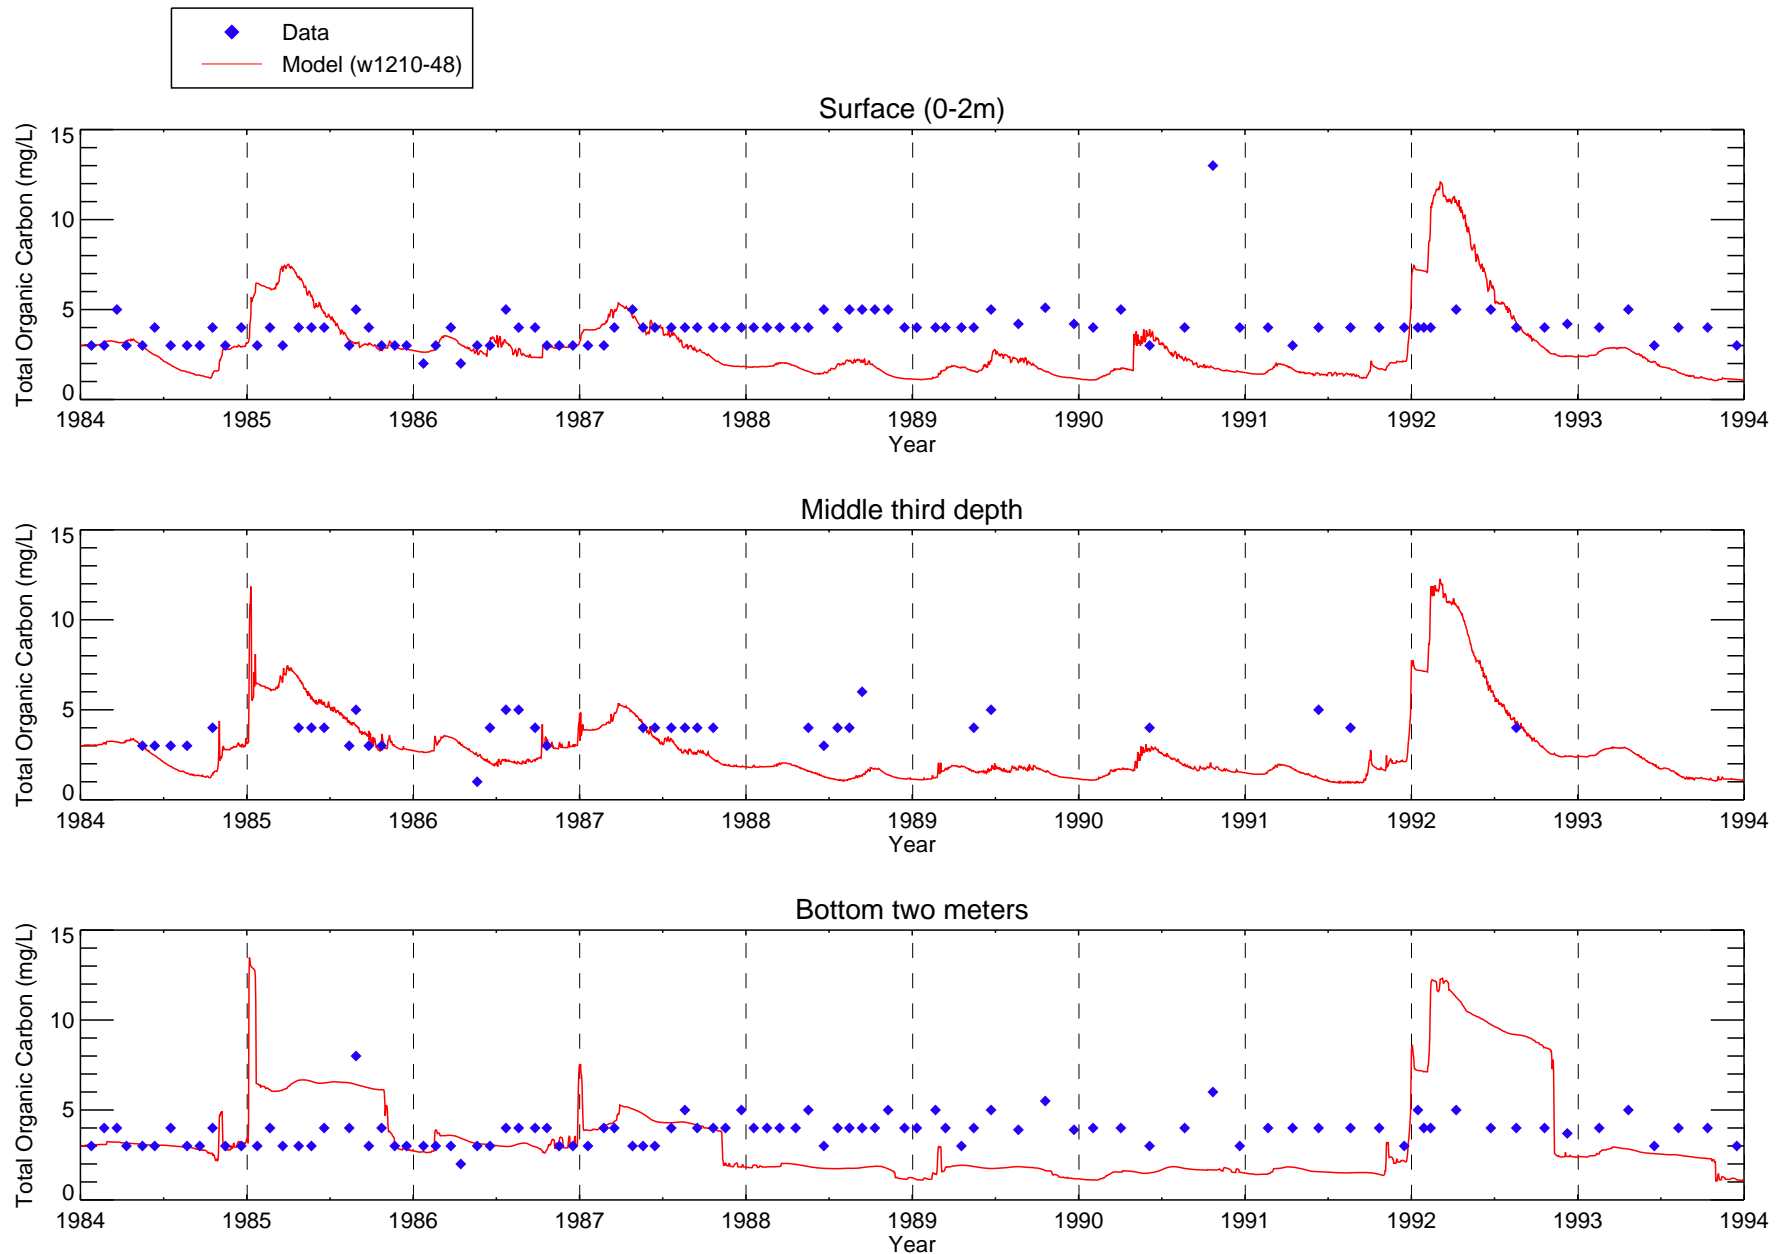 Data
Model (w1210-48)
Surface (0-2m)
Total Organic Carbon (mg/L)
15
10
5
0
1984 1985 1986 1987 1988 1989 1990 1991 1992 1993 1994
Year
Middle third depth
Total Organic Carbon (mg/L)
15
10
5
0
1984 1985 1986 1987 1988 1989 1990 1991 1992 1993 1994
Year
Bottom two meters
Total Organic Carbon (mg/L)
15
10
5
0
1984 1985 1986 1987 1988 1989 1990 1991 1992 1993 1994
Year